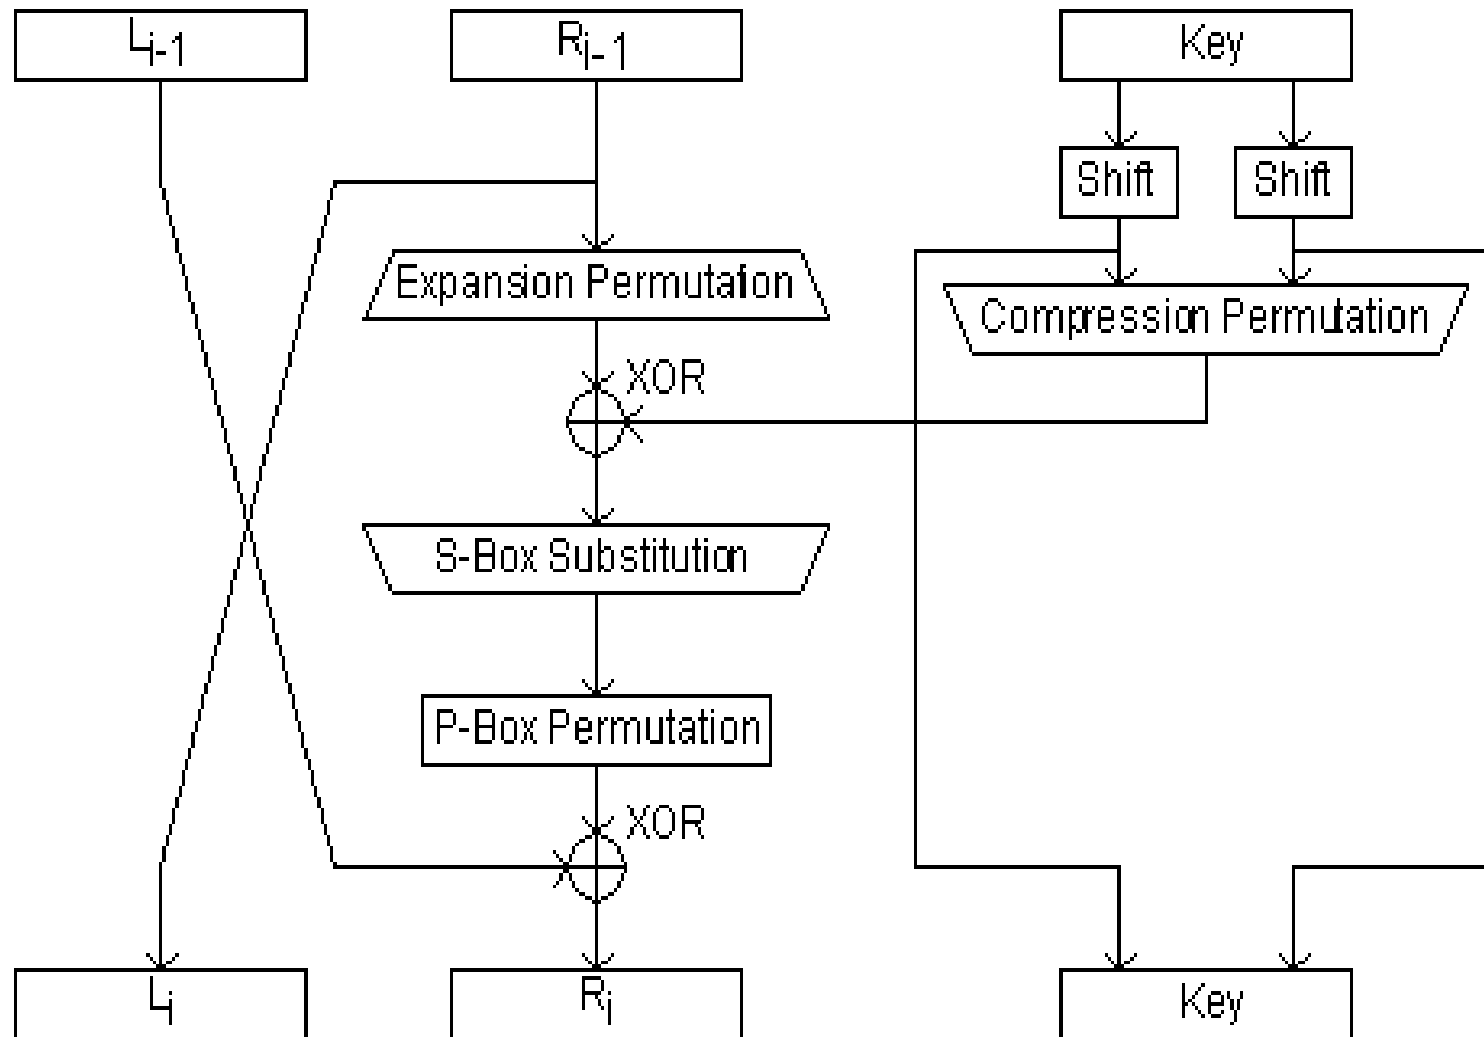 Li-1
Ri-1
Key
Shift
Shift
Expansion Permutation
Compression Permutation
XOR
S-Box Substitution
P-Box Permutation
XOR
Li
Ri
Key